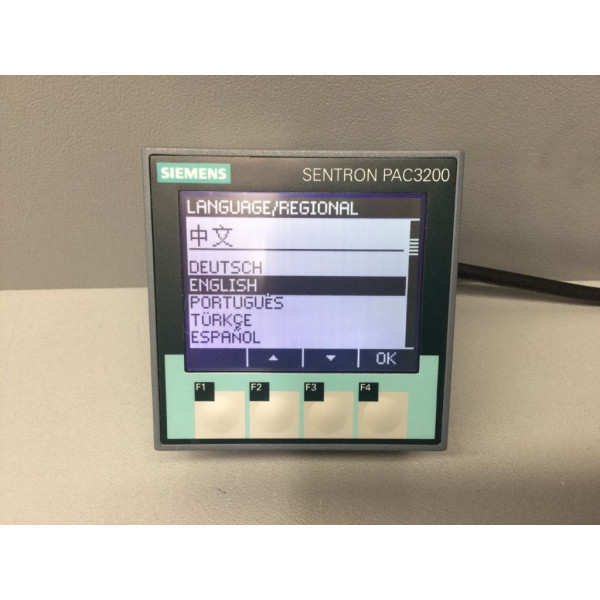 SIEMENS
SENTRON PAC3200
LANGUAGE/REGIONAL
中文
DEUTSCH
ENGLISH
PORTUGUÊS
TÜRKÇE
ESPAÑOL
OK
F1 F2 F3 F4